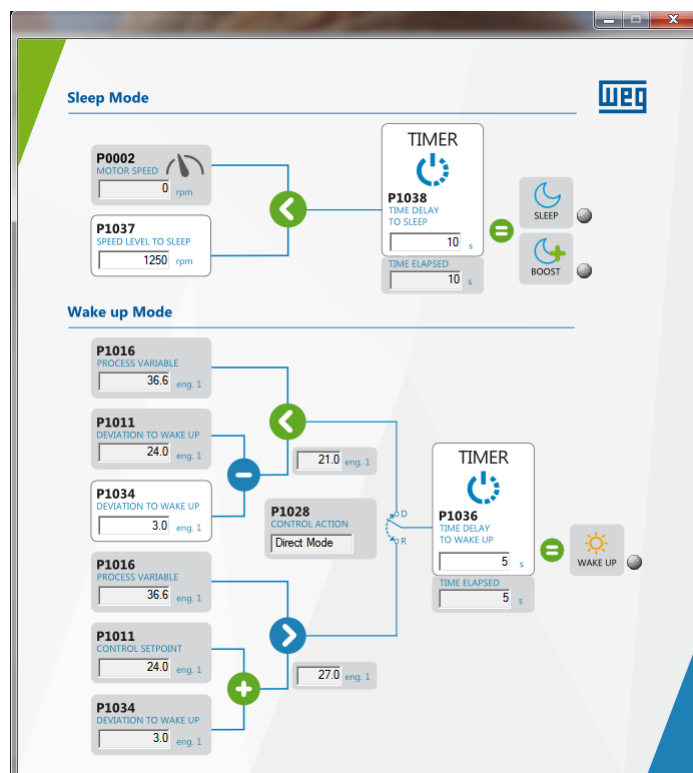 weg
Sleep Mode
P0002
MOTOR SPEED
0 rpm
P1037
SPEED LEVEL TO SLEEP
1250 rpm
TIMER
P1038
TIME DELAY
TO SLEEP
10 s
TIME ELAPSED
10 s
SLEEP
BOOST
Wake up Mode
P1016
PROCESS VARIABLE
36.6 eng. 1
P1011
DEVIATION TO WAKE UP
24.0 eng. 1
P1034
DEVIATION TO WAKE UP
3.0 eng. 1
21.0 eng. 1
P1028
CONTROL ACTION
Direct Mode
D
R
TIMER
P1036
TIME DELAY
TO WAKE UP
5 s
TIME ELAPSED
5 s
WAKE UP
P1016
PROCESS VARIABLE
36.6 eng. 1
P1011
CONTROL SETPOINT
24.0 eng. 1
P1034
DEVIATION TO WAKE UP
3.0 eng. 1
27.0 eng. 1